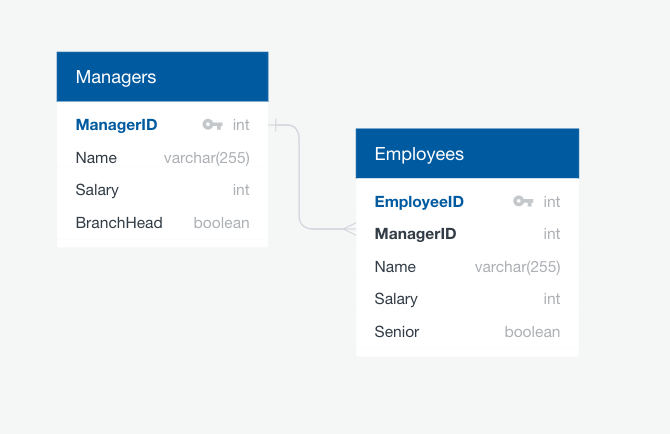 Managers
ManagerID int
Name varchar(255)
Salary int
BranchHead boolean
Employees
EmployeeID int
ManagerID int
Name varchar(255)
Salary int
Senior boolean